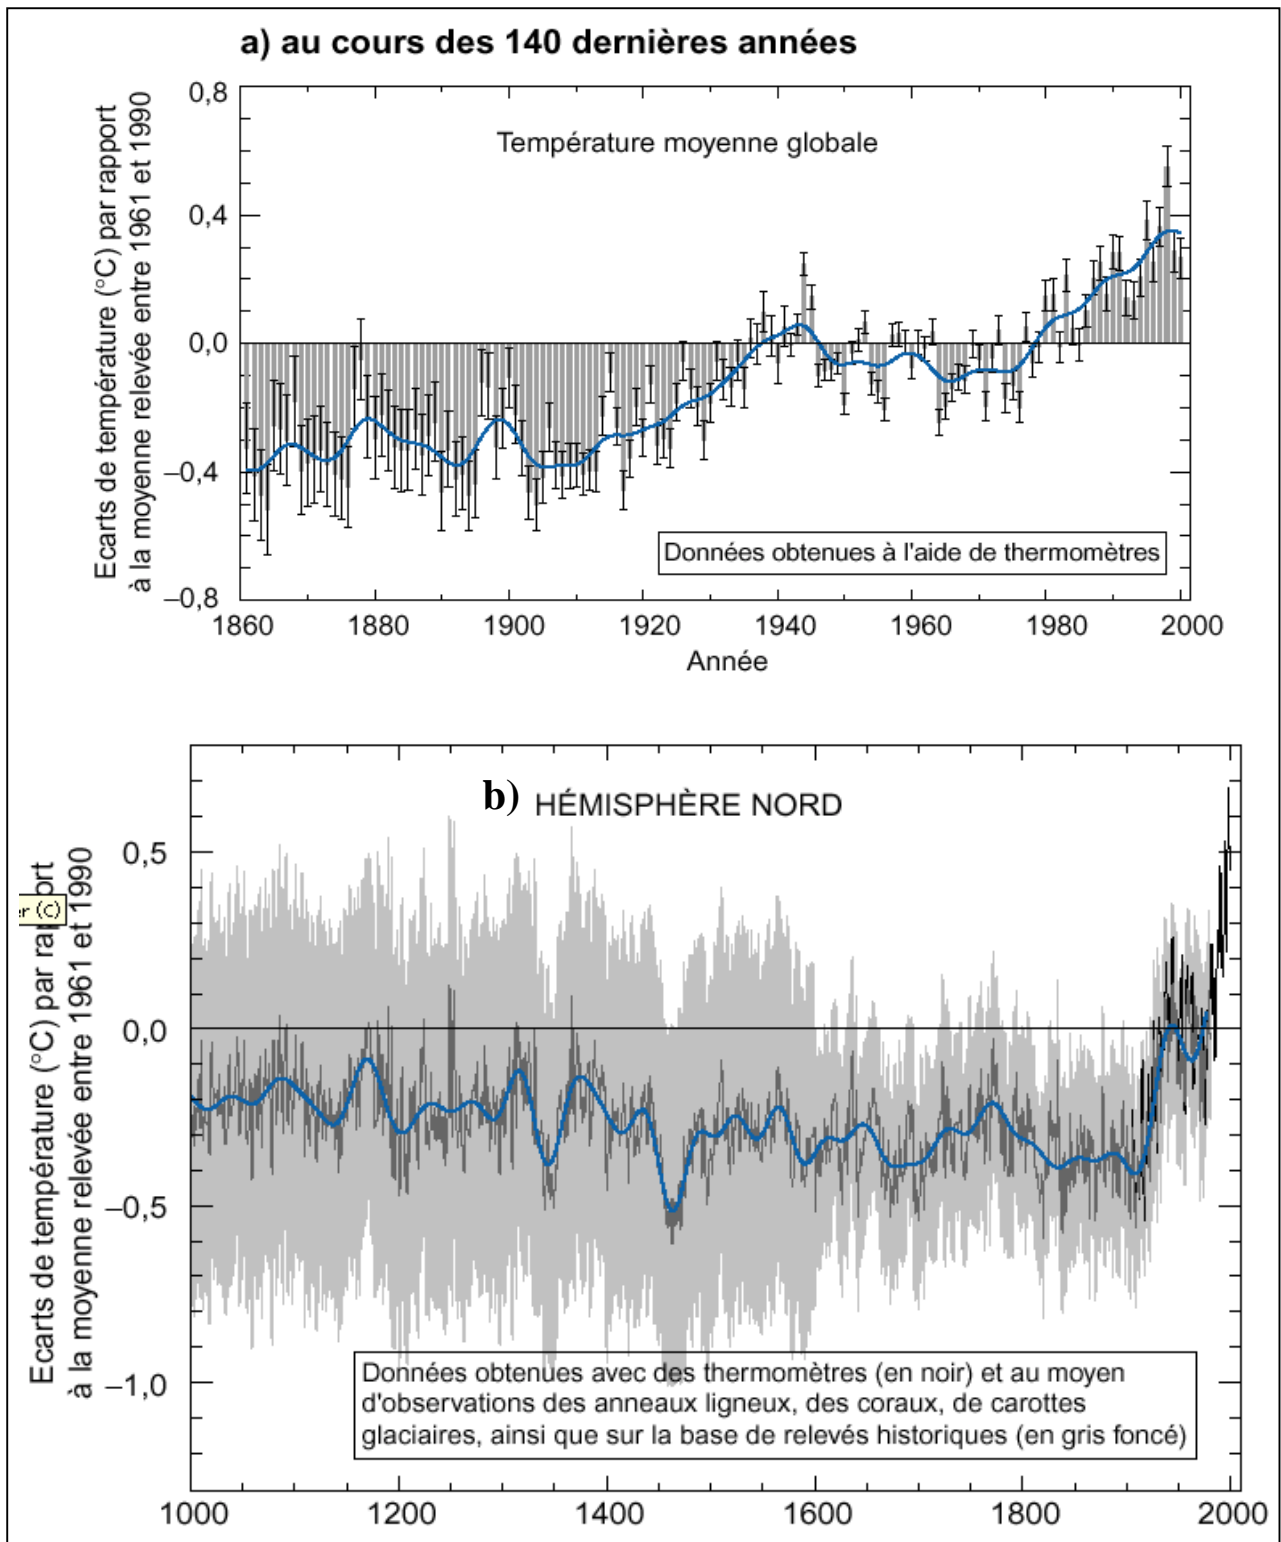 a) au cours des 140 dernières années
Ecarts de température (°C) par rapport
à la moyenne relevée entre 1961 et 1990
0,8
0,4
0,0
–0,4
–0,8
Température moyenne globale
Données obtenues à l'aide de thermomètres
1860 1880 1900 1920 1940 1960 1980 2000
Année
b) HÉMISPHÈRE NORD
Ecarts de température (°C) par rapport
à la moyenne relevée entre 1961 et 1990
0,5
0,0
–0,5
–1,0
Données obtenues avec des thermomètres (en noir) et au moyen
d'observations des anneaux ligneux, des coraux, de carottes
glaciaires, ainsi que sur la base de relevés historiques (en gris foncé)
1000 1200 1400 1600 1800 2000